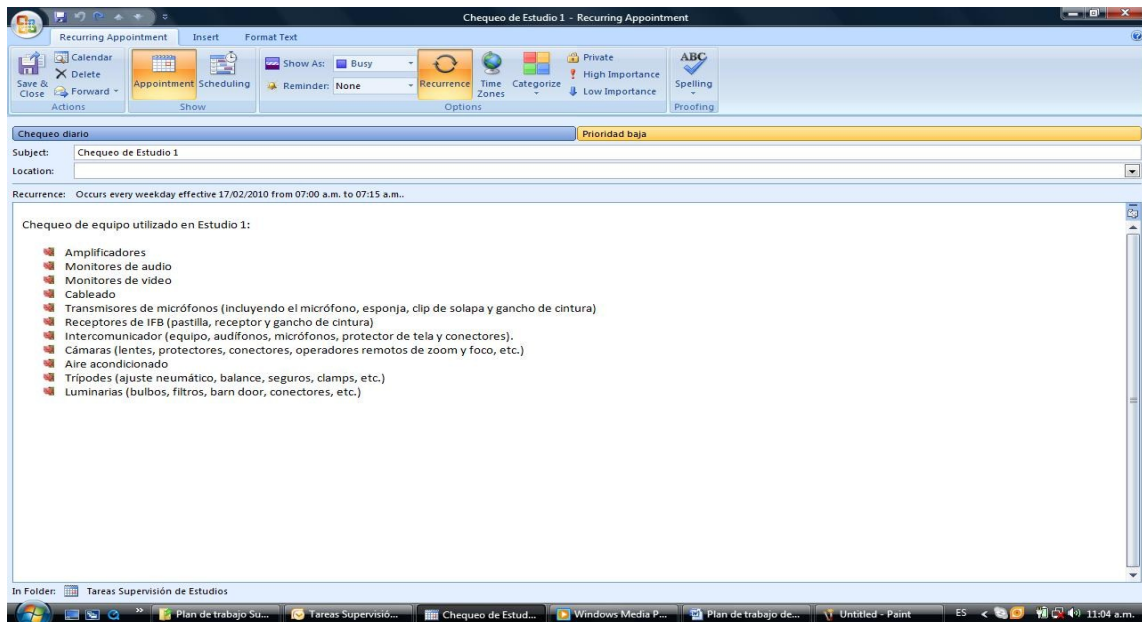 Chequeo de Estudio 1 - Recurring Appointment
Recurring Appointment Insert Format Text
Save & Close
Calendar
Delete
Forward
Actions
Appointment Scheduling
Show
Show As: Busy
Reminder: None
Recurrence
Time Zones
Categorize
Private
High Importance
Low Importance
Options
ABC
Spelling
Proofing
Chequeo diario Prioridad baja
Subject: Chequeo de Estudio 1
Location:
Recurrence: Occurs every weekday effective 17/02/2010 from 07:00 a.m. to 07:15 a.m..
Chequeo de equipo utilizado en Estudio 1:
Amplificadores
Monitores de audio
Monitores de video
Cableado
Transmisores de micrófonos (incluyendo el micrófono, esponja, clip de solapa y gancho de cintura)
Receptores de IFB (pastilla, receptor y gancho de cintura)
Intercomunicador (equipo, audífonos, micrófonos, protector de tela y conectores).
Cámaras (lentes, protectores, conectores, operadores remotos de zoom y foco, etc.)
Aire acondicionado
Trípodes (ajuste neumático, balance, seguros, clamps, etc.)
Luminarias (bulbos, filtros, barn door, conectores, etc.)
In Folder: Tareas Supervisión de Estudios
Plan de trabajo Su... Tareas Supervisió... Chequeo de Estud... Windows Media P... Plan de trabajo de... Untitled - Paint ES 11:04 a.m.